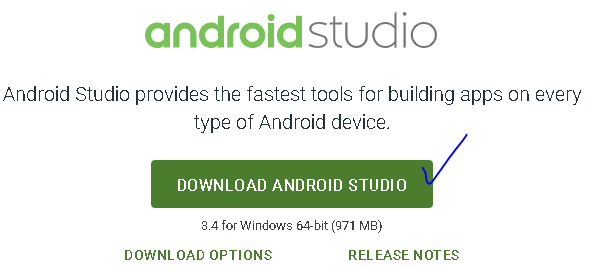 androidstudio
Android Studio provides the fastest tools for building apps on every
type of Android device.
DOWNLOAD ANDROID STUDIO
3.4 for Windows 64-bit (971 MB)
DOWNLOAD OPTIONS RELEASE NOTES